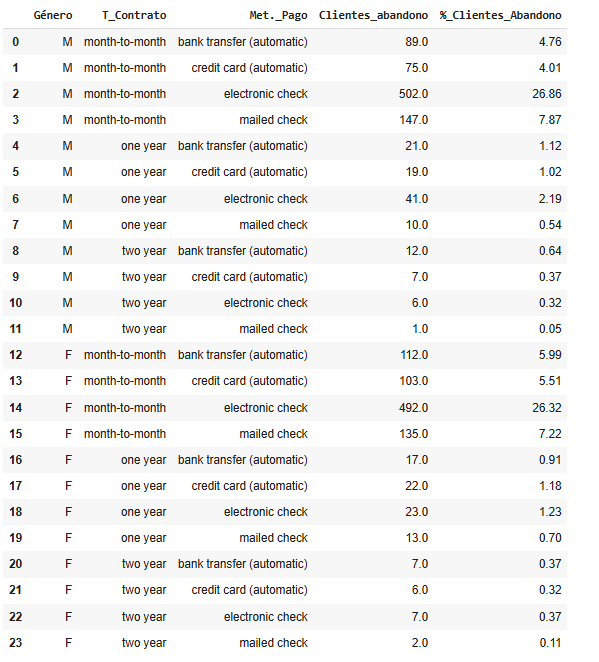 Género T_Contrato Met._Pago Clientes_abandono %_Clientes_Abandono
0 M month-to-month bank transfer (automatic) 89.0 4.76
1 M month-to-month credit card (automatic) 75.0 4.01
2 M month-to-month electronic check 502.0 26.86
3 M month-to-month mailed check 147.0 7.87
4 M one year bank transfer (automatic) 21.0 1.12
5 M one year credit card (automatic) 19.0 1.02
6 M one year electronic check 41.0 2.19
7 M one year mailed check 10.0 0.54
8 M two year bank transfer (automatic) 12.0 0.64
9 M two year credit card (automatic) 7.0 0.37
10 M two year electronic check 6.0 0.32
11 M two year mailed check 1.0 0.05
12 F month-to-month bank transfer (automatic) 112.0 5.99
13 F month-to-month credit card (automatic) 103.0 5.51
14 F month-to-month electronic check 492.0 26.32
15 F month-to-month mailed check 135.0 7.22
16 F one year bank transfer (automatic) 17.0 0.91
17 F one year credit card (automatic) 22.0 1.18
18 F one year electronic check 23.0 1.23
19 F one year mailed check 13.0 0.70
20 F two year bank transfer (automatic) 7.0 0.37
21 F two year credit card (automatic) 6.0 0.32
22 F two year electronic check 7.0 0.37
23 F two year mailed check 2.0 0.11